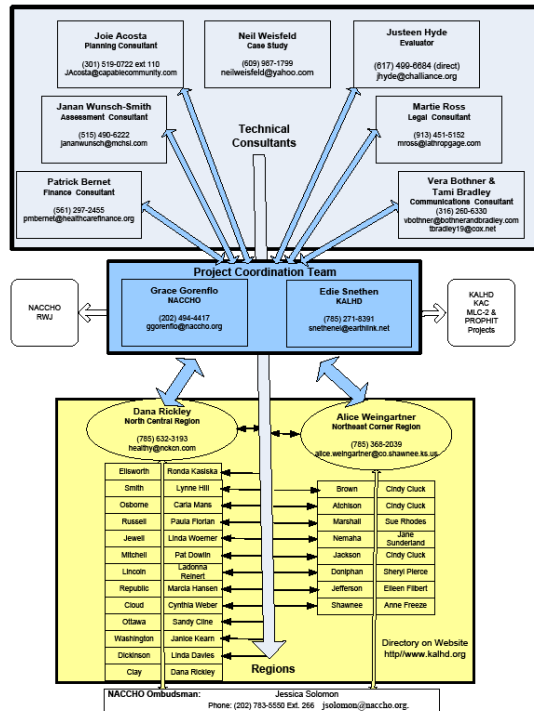 Joie Acosta
Planning Consultant
(301) 519-0722 ext 110
JAcosta@capablecommunity.com
Neil Weisfeld
Case Study
(609) 987-1799
neilweisfeld@yahoo.com
Justeen Hyde
Evaluator
(617) 499-6684 (direct)
jhyde@challiance.org
Janan Wunsch-Smith
Assessment Consultant
(515) 490-6222
jananwunsch@mchsi.com
Technical
Consultants
Martie Ross
Legal Consultant
(913) 451-5152
mross@lathropgage.com
Patrick Bernet
Finance Consultant
(561) 297-2455
pmbernet@healthcarefinance.org
Vera Bothner &
Tami Bradley
Communications Consultant
(316) 260-6330
vbothner@bothnerandbradley.com
tbradley19@cox.net
Project Coordination Team
Grace Gorenflo
NACCHO
(202) 494-4417
ggorenflo@naccho.org
Edie Snethen
KALHD
(785) 271-8391
snethenei@earthlink.net
NACCHO
RWJ
KALHD
KAC
MLC-2 &
PROPHIT
Projects
Dana Rickley
North Central Region
(785) 632-3193
healthy@nckcn.com
Alice Weingartner
Northeast Corner Region
(785) 368-2039
alice.weingartner@co.shawnee.ks.us
Ellsworth Ronda Kasiska
Smith Lynne Hill
Osborne Carla Mans
Russell Paula Florian
Jewell Linda Woerner
Mitchell Pat Dowlin
Lincoln Ladonna Reinert
Republic Marcia Hansen
Cloud Cynthia Weber
Ottawa Sandy Cline
Washington Janice Kearn
Dickinson Linda Davies
Clay Dana Rickley
Brown Cindy Cluck
Atchison Cindy Cluck
Marshall Sue Rhodes
Nemaha Jane Sunderland
Jackson Cindy Cluck
Doniphan Sheryl Pierce
Jefferson Eileen Filbert
Shawnee Anne Freeze
Directory on Website
http//www.kalhd.org
Regions
NACCHO Ombudsman: Jessica Solomon
Phone: (202) 783-5550 Ext. 266 jsolomon@naccho.org.